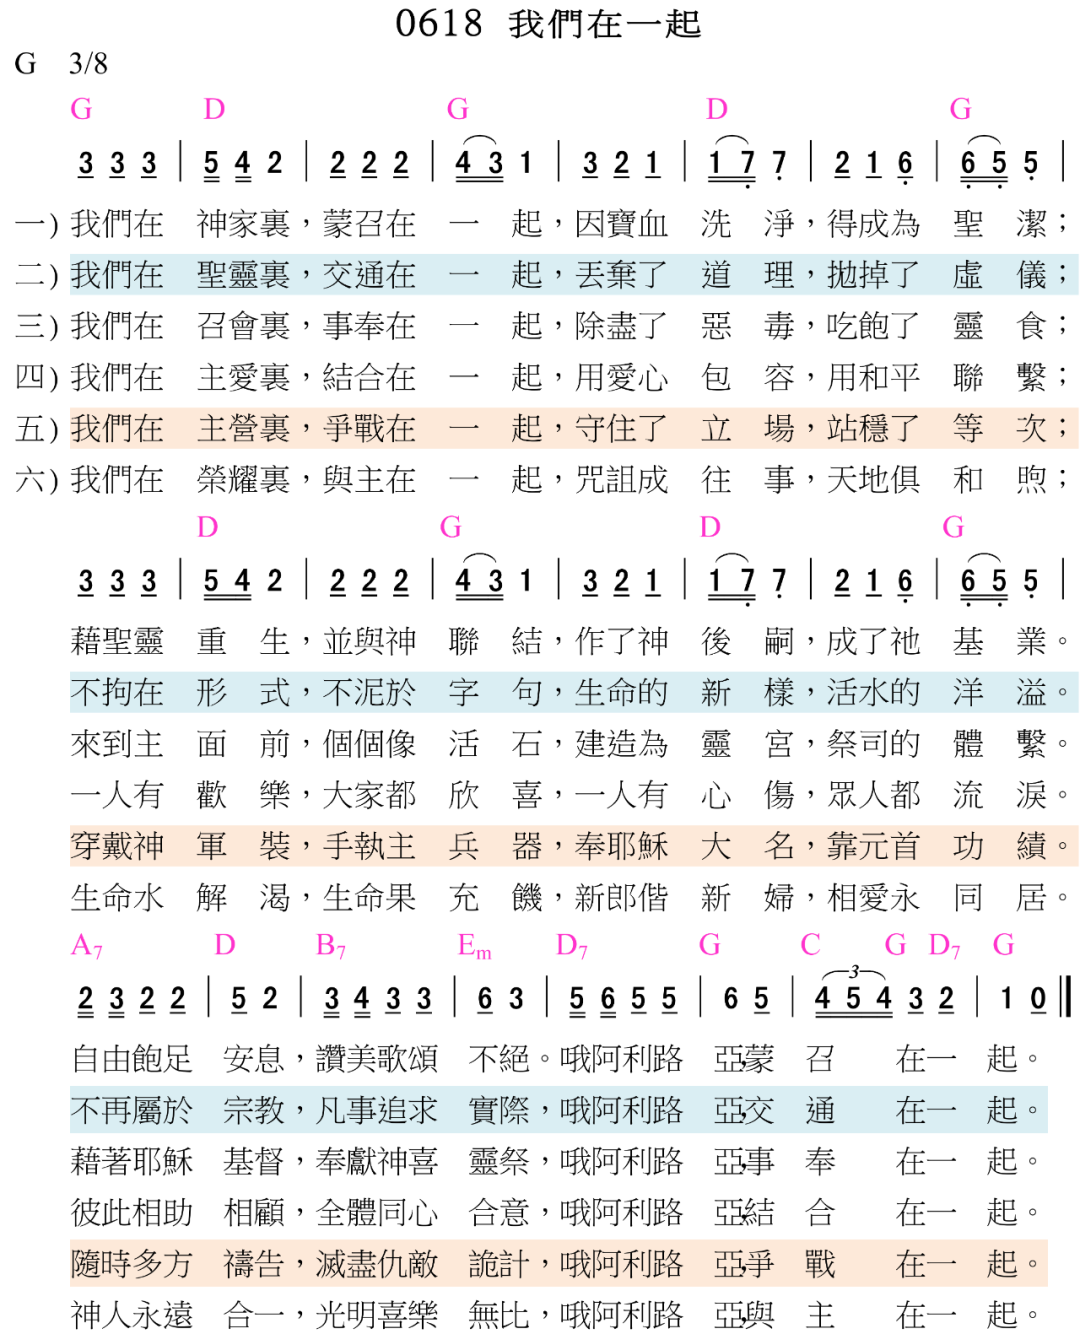 0618 我們在一起
G 3/8
G D G D G
3 3 3 | 5 4 2 | 2 2 2 | 4 3 1 | 3 2 1 | 1 7 7 | 2 1 6 | 6 5 5 |
一) 我們在 神家裏，蒙召在 一 起，因寶血 洗 淨，得成為 聖 潔；
二) 我們在 聖靈裏，交通在 一 起，丟棄了 道 理，拋掉了 虛 儀；
三) 我們在 召會裏，事奉在 一 起，除盡了 惡 毒，吃飽了 靈 食；
四) 我們在 主愛裏，結合在 一 起，用愛心 包 容，用和平 聯 繫；
五) 我們在 主營裏，爭戰在 一 起，守住了 立 場，站穩了 等 次；
六) 我們在 榮耀裏，與主在 一 起，咒詛成 往 事，天地俱 和 煦；
D G D G
3 3 3 | 5 4 2 | 2 2 2 | 4 3 1 | 3 2 1 | 1 7 7 | 2 1 6 | 6 5 5 |
藉聖靈 重 生，並與神 聯 結，作了神 後 嗣，成了祂 基 業。
不拘在 形 式，不泥於 字 句，生命的 新 樣，活水的 洋 溢。
來到主 面 前，個個像 活 石，建造為 靈 宮，祭司的 體 繫。
一人有 歡 樂，大家都 欣 喜，一人有 心 傷，眾人都 流 淚。
穿戴神 軍 裝，手執主 兵 器，奉耶穌 大 名，靠元首 功 績。
生命水 解 渴，生命果 充 饑，新郎偕 新 婦，相愛永 同 居。
A7 D B7 Em D7 G C G D7 G
2 3 2 2 | 5 2 | 3 4 3 3 | 6 3 | 5 6 5 5 | 6 5 | 3 4 5 4 3 2 | 1 0 ‖
自由飽足 安息，讚美歌頌 不絕。哦阿利路 亞，蒙 召 在一 起。
不再屬於 宗教，凡事追求 實際，哦阿利路 亞，交 通 在一 起。
藉著耶穌 基督，奉獻神喜 靈祭，哦阿利路 亞，事 奉 在一 起。
彼此相助 相顧，全體同心 合意，哦阿利路 亞，結 合 在一 起。
隨時多方 禱告，滅盡仇敵 詭計，哦阿利路 亞，爭 戰 在一 起。
神人永遠 合一，光明喜樂 無比，哦阿利路 亞，與 主 在一 起。